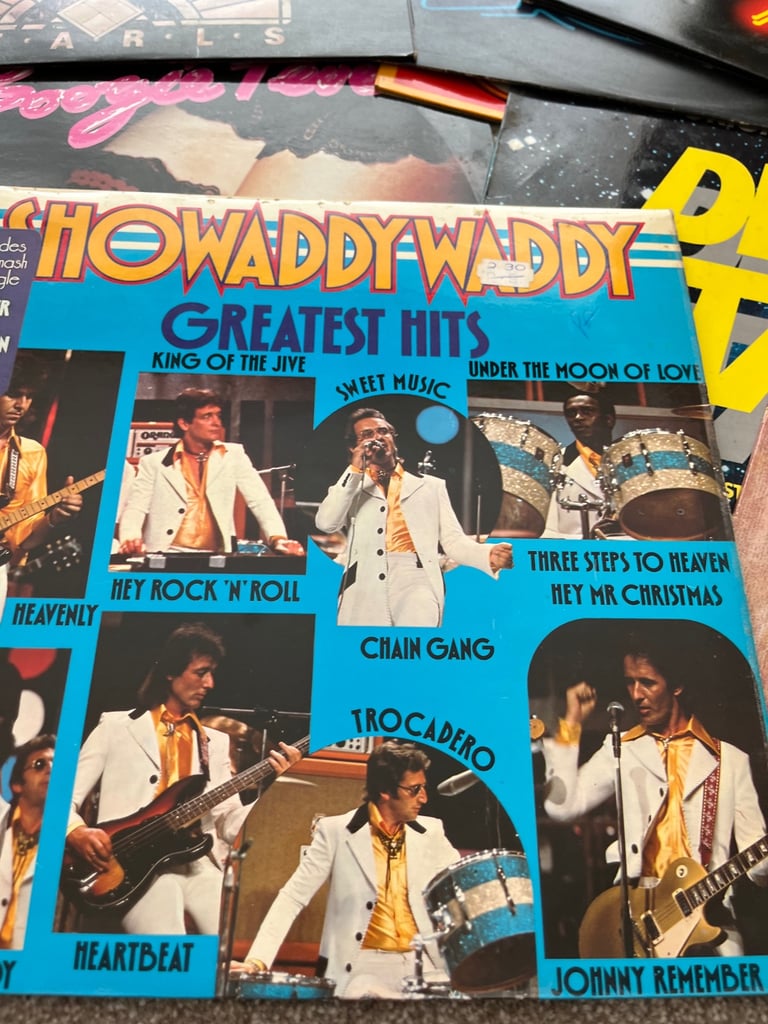 A·R·L·S
SHOWADDYWADDY
GREATEST HITS
KING OF THE JIVE
SWEET MUSIC
UNDER THE MOON OF LOVE
HEAVENLY
HEY ROCK 'N' ROLL
THREE STEPS TO HEAVEN
HEY MR CHRISTMAS
CHAIN GANG
TROCADERO
HEARTBEAT
JOHNNY REMEMBER